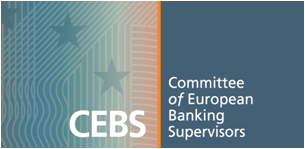 CEBS
Committee
of European
Banking
Supervisors